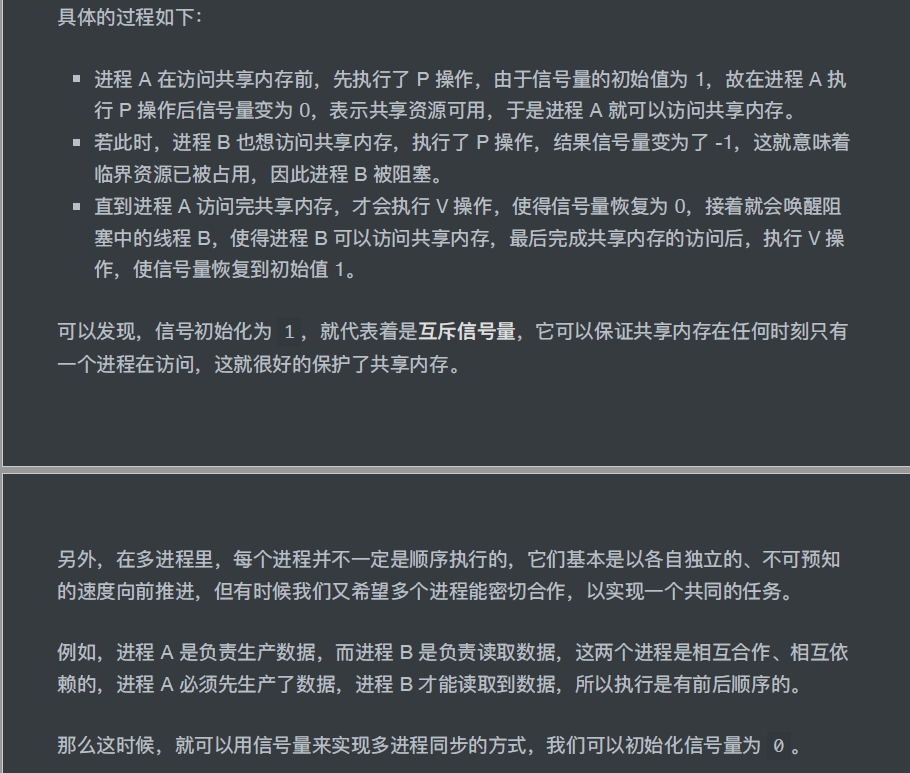 具体的过程如下：
进程 A 在访问共享内存前，先执行了 P 操作，由于信号量的初始值为 1，故在进程 A 执
行 P 操作后信号量变为 0，表示共享资源可用，于是进程 A 就可以访问共享内存。
若此时，进程 B 也想访问共享内存，执行了 P 操作，结果信号量变为了 -1，这就意味着
临界资源已被占用，因此进程 B 被阻塞。
直到进程 A 访问完共享内存，才会执行 V 操作，使得信号量恢复为 0，接着就会唤醒阻
塞中的线程 B，使得进程 B 可以访问共享内存，最后完成共享内存的访问后，执行 V 操
作，使信号量恢复到初始值 1。
可以发现，信号初始化为 1，就代表着是互斥信号量，它可以保证共享内存在任何时刻只有
一个进程在访问，这就很好的保护了共享内存。
另外，在多进程里，每个进程并不一定是顺序执行的，它们基本是以各自独立的、不可预知
的速度向前推进，但有时候我们又希望多个进程能密切合作，以实现一个共同的任务。
例如，进程 A 是负责生产数据，而进程 B 是负责读取数据，这两个进程是相互合作、相互依
赖的，进程 A 必须先生产了数据，进程 B 才能读取到数据，所以执行是有前后顺序的。
那么这时候，就可以用信号量来实现多进程同步的方式，我们可以初始化信号量为 0。